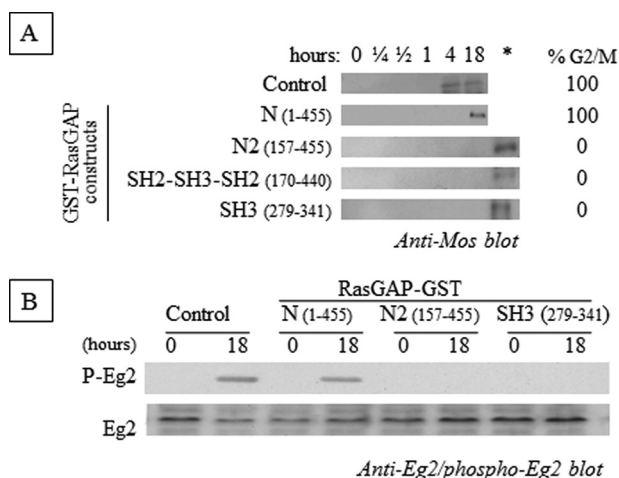 A
hours: 0 ¼ ½ 1 4 18 * % G2/M
Control 100
GST-RasGAP constructs
N (1-455) 100
N2 (157-455) 0
SH2-SH3-SH2 (170-440) 0
SH3 (279-341) 0
Anti-Mos blot
B
RasGAP-GST
Control N (1-455) N2 (157-455) SH3 (279-341)
(hours) 0 18 0 18 0 18 0 18
P-Eg2
Eg2
Anti-Eg2/phospho-Eg2 blot